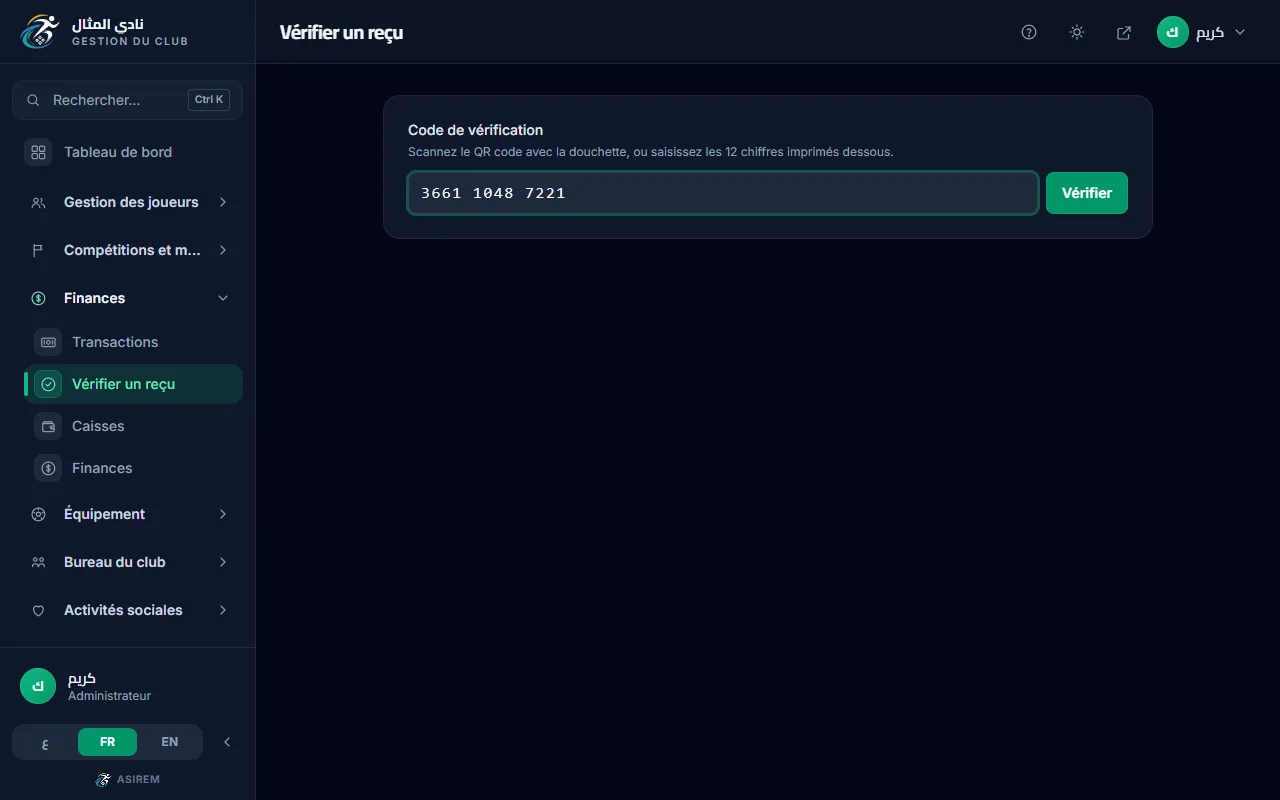 نادي المثال
GESTION DU CLUB
Rechercher...
Ctrl K
Tableau de bord
Gestion des joueurs
Compétitions et m...
Finances
Transactions
Vérifier un reçu
Caisses
Finances
Équipement
Bureau du club
Activités sociales
ك
كريم
Administrateur
ع
FR
EN
ASIREM
Vérifier un reçu
ك
كريم
Code de vérification
Scannez le QR code avec la douchette, ou saisissez les 12 chiffres imprimés dessous.
3661 1048 7221
Vérifier